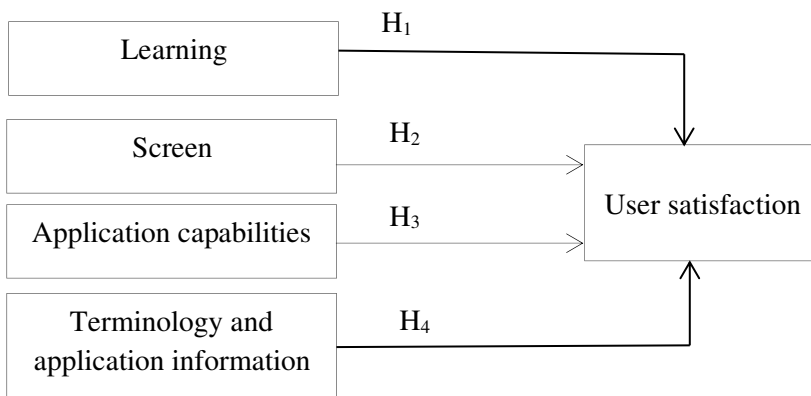 Learning
H₁
Screen
H₂
Application capabilities
H₃
User satisfaction
Terminology and
application information
H₄